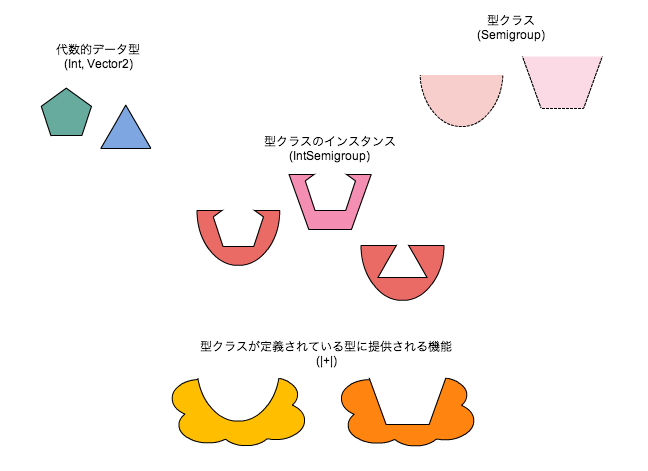 代数的データ型
(Int, Vector2)
型クラス
(Semigroup)
型クラスのインスタンス
(IntSemigroup)
型クラスが定義されている型に提供される機能
(|+|)